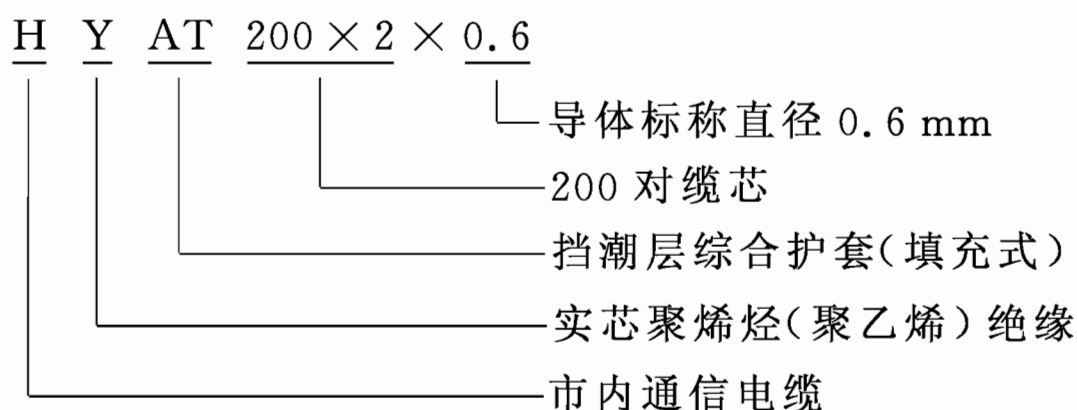 H Y AT 200×2×0.6
导体标称直径 0.6 mm
200 对缆芯
挡潮层综合护套(填充式)
实芯聚烯烃(聚乙烯)绝缘
市内通信电缆